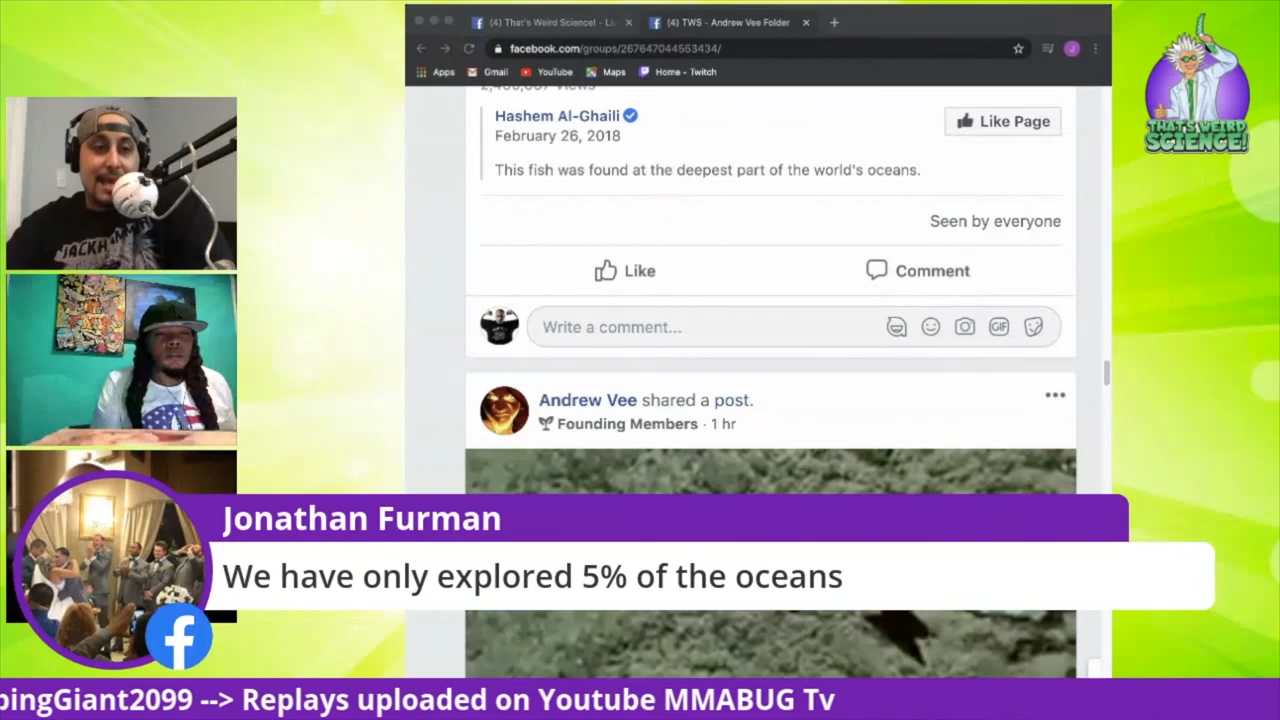 (4) That's Weird Science! - Li
(4) TWS - Andrew Vee Folder
facebook.com/groups/267647044553434/
Apps
Gmail
YouTube
Maps
Home - Twitch
Hashem Al-Ghaili
February 26, 2018
Like Page
This fish was found at the deepest part of the world's oceans.
Seen by everyone
Like
Comment
Write a comment...
GIF
Andrew Vee shared a post.
Founding Members · 1 hr
THAT'S WEIRD
SCIENCE!
Jonathan Furman
We have only explored 5% of the oceans
pingGiant2099 --> Replays uploaded on Youtube MMABUG Tv